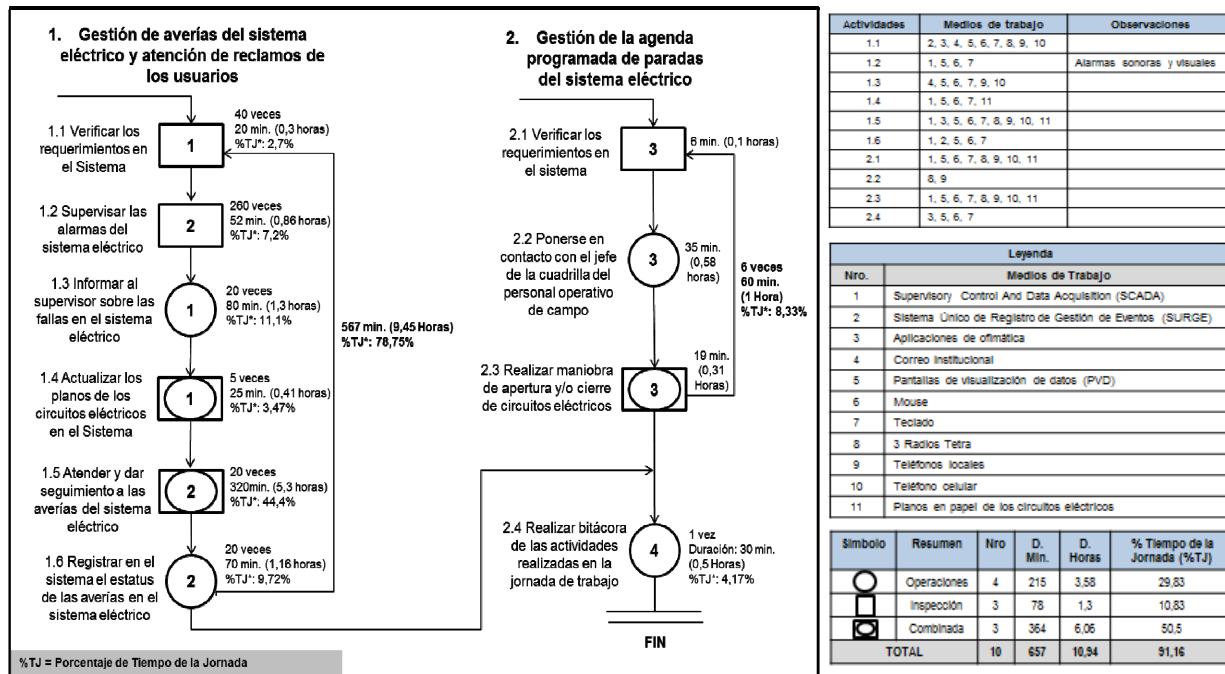 1. Gestión de averías del sistema
eléctrico y atención de reclamos de
los usuarios
40 veces
20 min. (0,3 horas)
%TJ*: 2,7%
1.1 Verificar los
requerimientos en
el Sistema
1
1.2 Supervisar las
alarmas del
sistema eléctrico
2
260 veces
52 min. (0,86 horas)
%TJ*: 7,2%
1.3 Informar al
supervisor sobre las
fallas en el sistema
eléctrico
1
20 veces
80 min. (1,3 horas)
%TJ*: 11,1%
567 min. (9,45 Horas)
%TJ*: 78,75%
1.4 Actualizar los
planos de los
circuitos eléctricos
en el Sistema
1
5 veces
25 min. (0,41 horas)
%TJ*: 3,47%
1.5 Atender y dar
seguimiento a las
averías del sistema
eléctrico
2
20 veces
320min. (5,3 horas)
%TJ*: 44,4%
1.6 Registrar en el
sistema el estatus
de las averías en el
sistema eléctrico
2
20 veces
70 min. (1,16 horas)
%TJ*: 9,72%
%TJ = Porcentaje de Tiempo de la Jornada
2. Gestión de la agenda
programada de paradas
del sistema eléctrico
2.1 Verificar los
requerimientos en
el sistema
3
6 min. (0,1 horas)
2.2 Ponerse en
contacto con el jefe
de la cuadrilla del
personal operativo
de campo
3
35 min.
(0,58
horas)
6 veces
60 min.
(1 Hora)
%TJ*: 8,33%
2.3 Realizar maniobra
de apertura y/o cierre
de circuitos eléctricos
3
19 min.
(0,31
Horas)
2.4 Realizar bitácora
de las actividades
realizadas en la
jornada de trabajo
4
1 vez
Duración: 30 min.
(0,5 Horas)
%TJ*: 4,17%
FIN
Actividades Medios de trabajo Observaciones
1.1 2, 3, 4, 5, 6, 7, 8, 9, 10
1.2 1, 5, 6, 7 Alarmas sonoras y visuales
1.3 4, 5, 6, 7, 9, 10
1.4 1, 5, 6, 7, 11
1.5 1, 3, 5, 6, 7, 8, 9, 10, 11
1.6 1, 2, 5, 6, 7
2.1 1, 5, 6, 7, 8, 9, 10, 11
2.2 8, 9
2.3 1, 5, 6, 7, 8, 9, 10, 11
2.4 3, 5, 6, 7
Leyenda
Nro. Medios de Trabajo
1 Supervisory Control And Data Acquisition (SCADA)
2 Sistema Único de Registro de Gestión de Eventos (SURGE)
3 Aplicaciones de ofimática
4 Correo Institucional
5 Pantallas de visualización de datos (PVD)
6 Mouse
7 Teclado
8 3 Radios Tetra
9 Teléfonos locales
10 Teléfono celular
11 Planos en papel de los circuitos eléctricos
Símbolo Resumen Nro D. Min. D. Horas % Tiempo de la Jornada (%TJ)
Operaciones 4 215 3,58 29,83
Inspección 3 78 1,3 10,83
Combinada 3 364 6,06 50,5
TOTAL 10 657 10,94 91,16